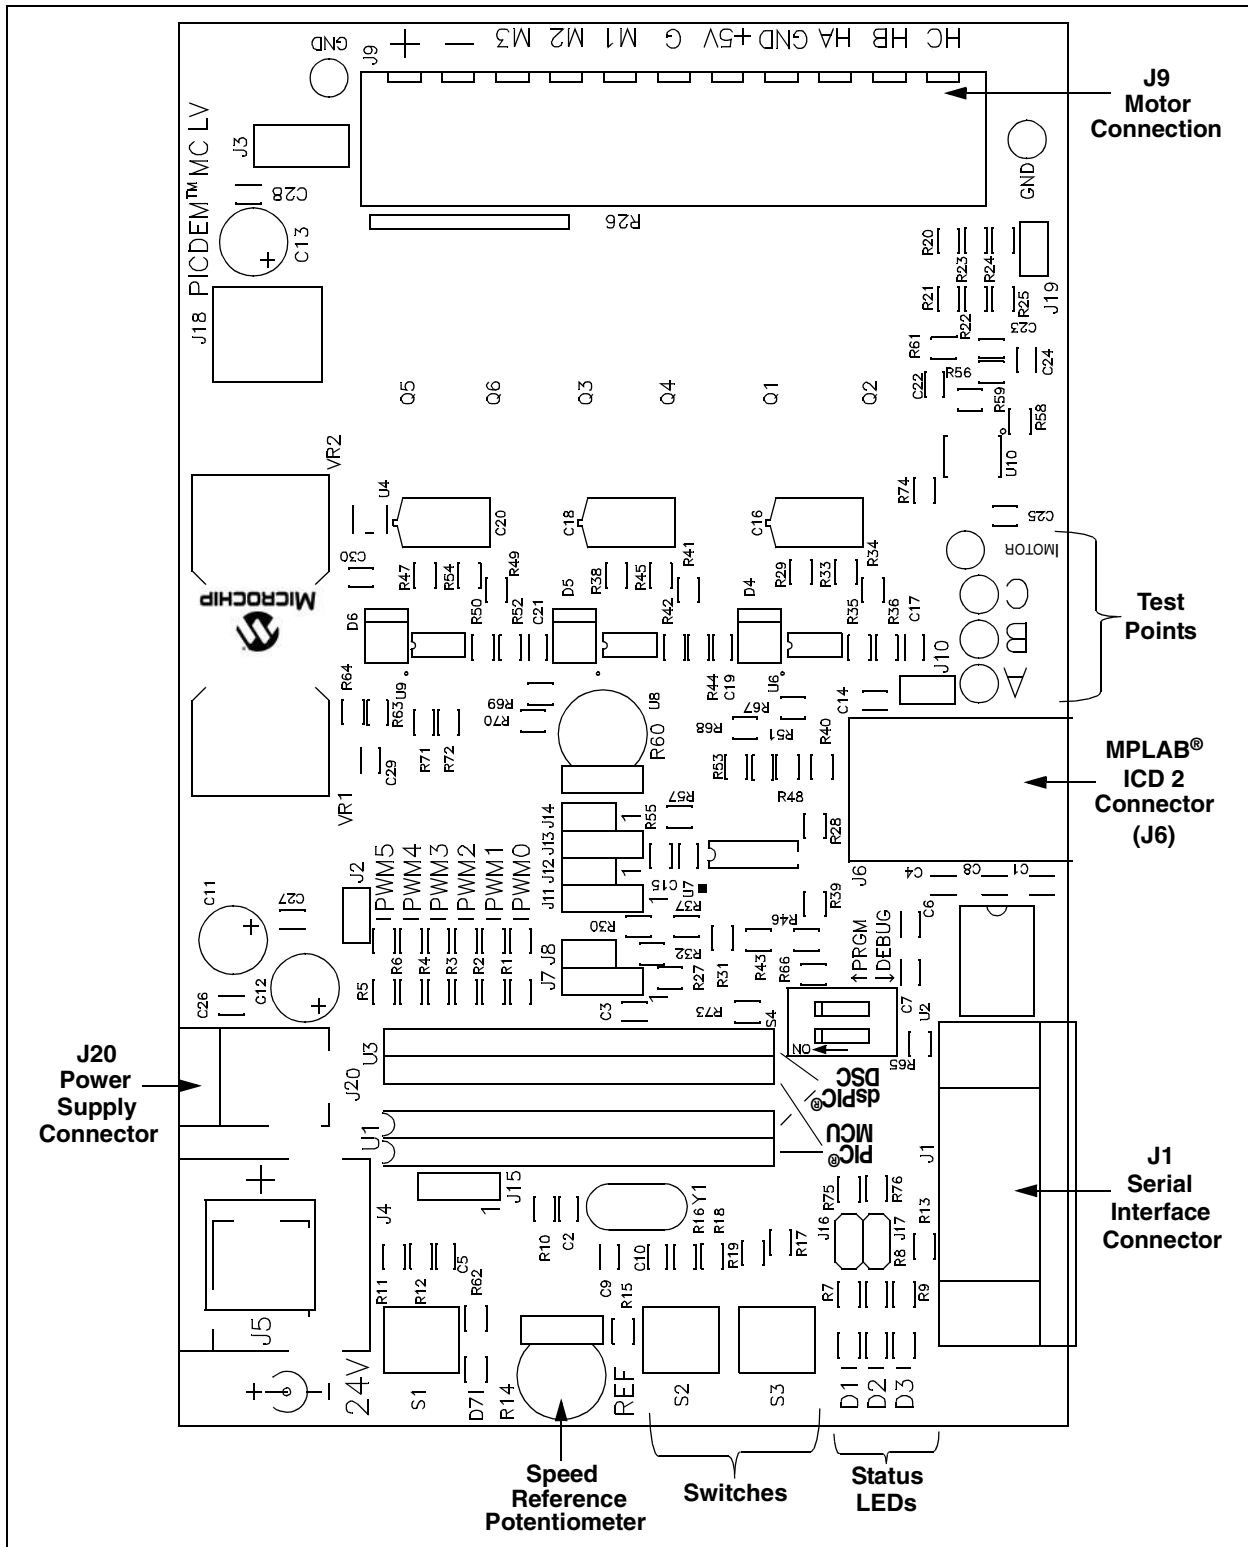 GND
J9
+
−
M3
M2
M1
G
+5V
GND
HA
HB
HC
J9
Motor
Connection
PICDEM™ MC LV
J3
C28
C13
R26
GND
R20
R23
R24
J19
R21
R22
R25
J18
C23
R61
C24
R56
C22
R59
R58
Q5
Q6
Q3
Q4
Q1
Q2
U10
VR2
U4
C20
C18
C16
R74
C25
IMOTOR
C30
R47
R54
R49
D5
R38
R45
R41
D4
R29
R33
R34
C
B
A
Test
Points
MICROCHIP
D6
R50
R52
C21
R42
R35
R36
C17
J10
R64
R63
U9
R69
R70
U8
R44
C19
U6
R67
R68
R51
C14
R40
R71
R72
R60
C29
R53
R48
VR1
MPLAB®
ICD 2
Connector
(J6)
J14
J13
J12
J11
1
1
1
R55
R57
R28
C15
U7
R39
J6
C4
C8
C1
J2
PWM5
PWM4
PWM3
PWM2
PWM1
PWM0
C11
C27
R30
R37
R46
C6
↑PRGM
↓DEBUG
C12
C26
R5
R6
R4
R3
R2
R1
J8
J7
1
R32
R27
R31
R43
R66
C3
R73
S4
C7
U2
ON
R65
J20
Power
Supply
Connector
J20
U3
U1
dsPIC®
DSC
PIC®
MCU
J1
J1
Serial
Interface
Connector
+
J4
J15
1
R10
C2
Y1
R16
R18
R75
R76
J16
J17
R13
R8
R11
R12
C5
R62
C9
C10
R15
R19
R17
R7
R9
J5
24V
+
−
S1
D7
R14
REF
S2
S3
D1
D2
D3
Speed
Reference
Potentiometer
Switches
Status
LEDs